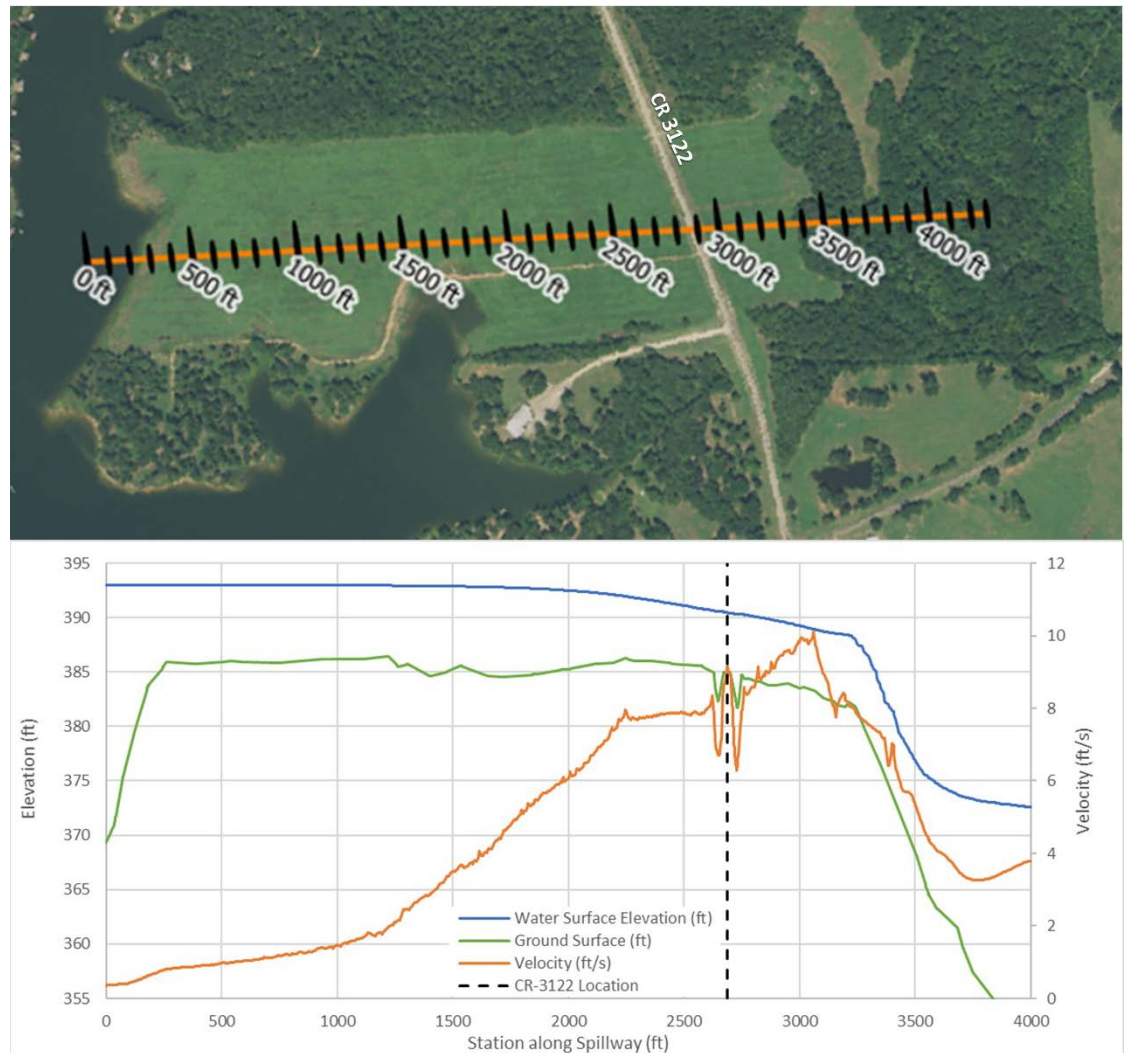 CR 3122
0 ft
500 ft
1000 ft
1500 ft
2000 ft
2500 ft
3000 ft
3500 ft
4000 ft
395
390
385
380
375
370
365
360
355
Elevation (ft)
12
10
8
6
4
2
0
Velocity (ft/s)
Water Surface Elevation (ft)
Ground Surface (ft)
Velocity (ft/s)
CR-3122 Location
0 500 1000 1500 2000 2500 3000 3500 4000
Station along Spillway (ft)